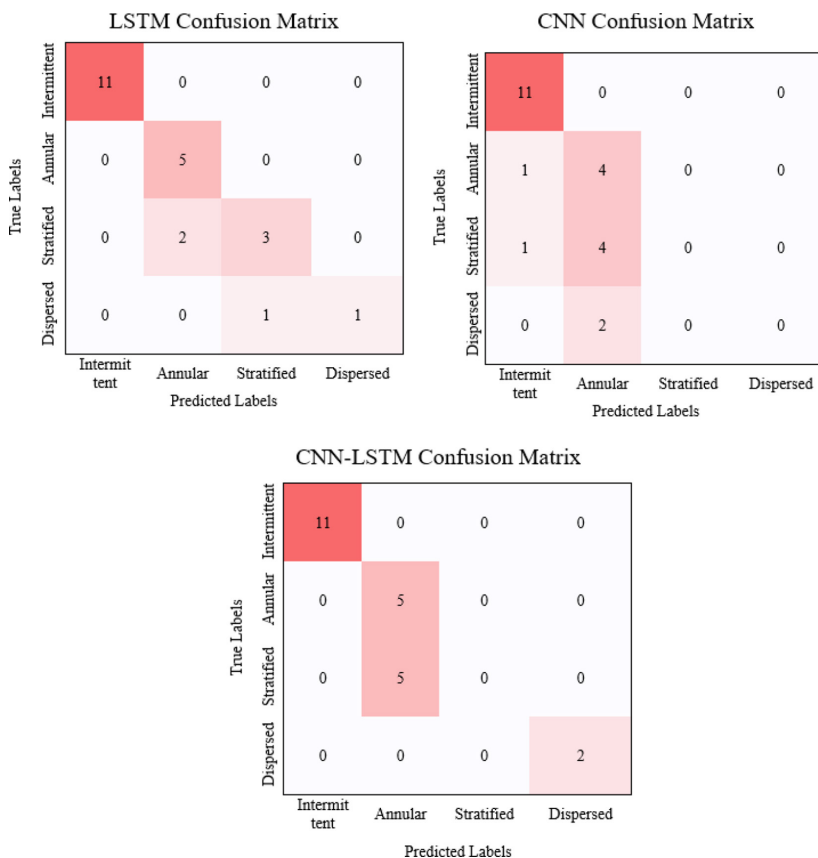 LSTM Confusion Matrix
True Labels
Intermittent 11 0 0 0
Annular 0 5 0 0
Stratified 0 2 3 0
Dispersed 0 0 1 1
Intermit
tent Annular Stratified Dispersed
Predicted Labels
CNN Confusion Matrix
True Labels
Intermittent 11 0 0 0
Annular 1 4 0 0
Stratified 1 4 0 0
Dispersed 0 2 0 0
Intermit
tent Annular Stratified Dispersed
Predicted Labels
CNN-LSTM Confusion Matrix
True Labels
Intermittent 11 0 0 0
Annular 0 5 0 0
Stratified 0 5 0 0
Dispersed 0 0 0 2
Intermit
tent Annular Stratified Dispersed
Predicted Labels